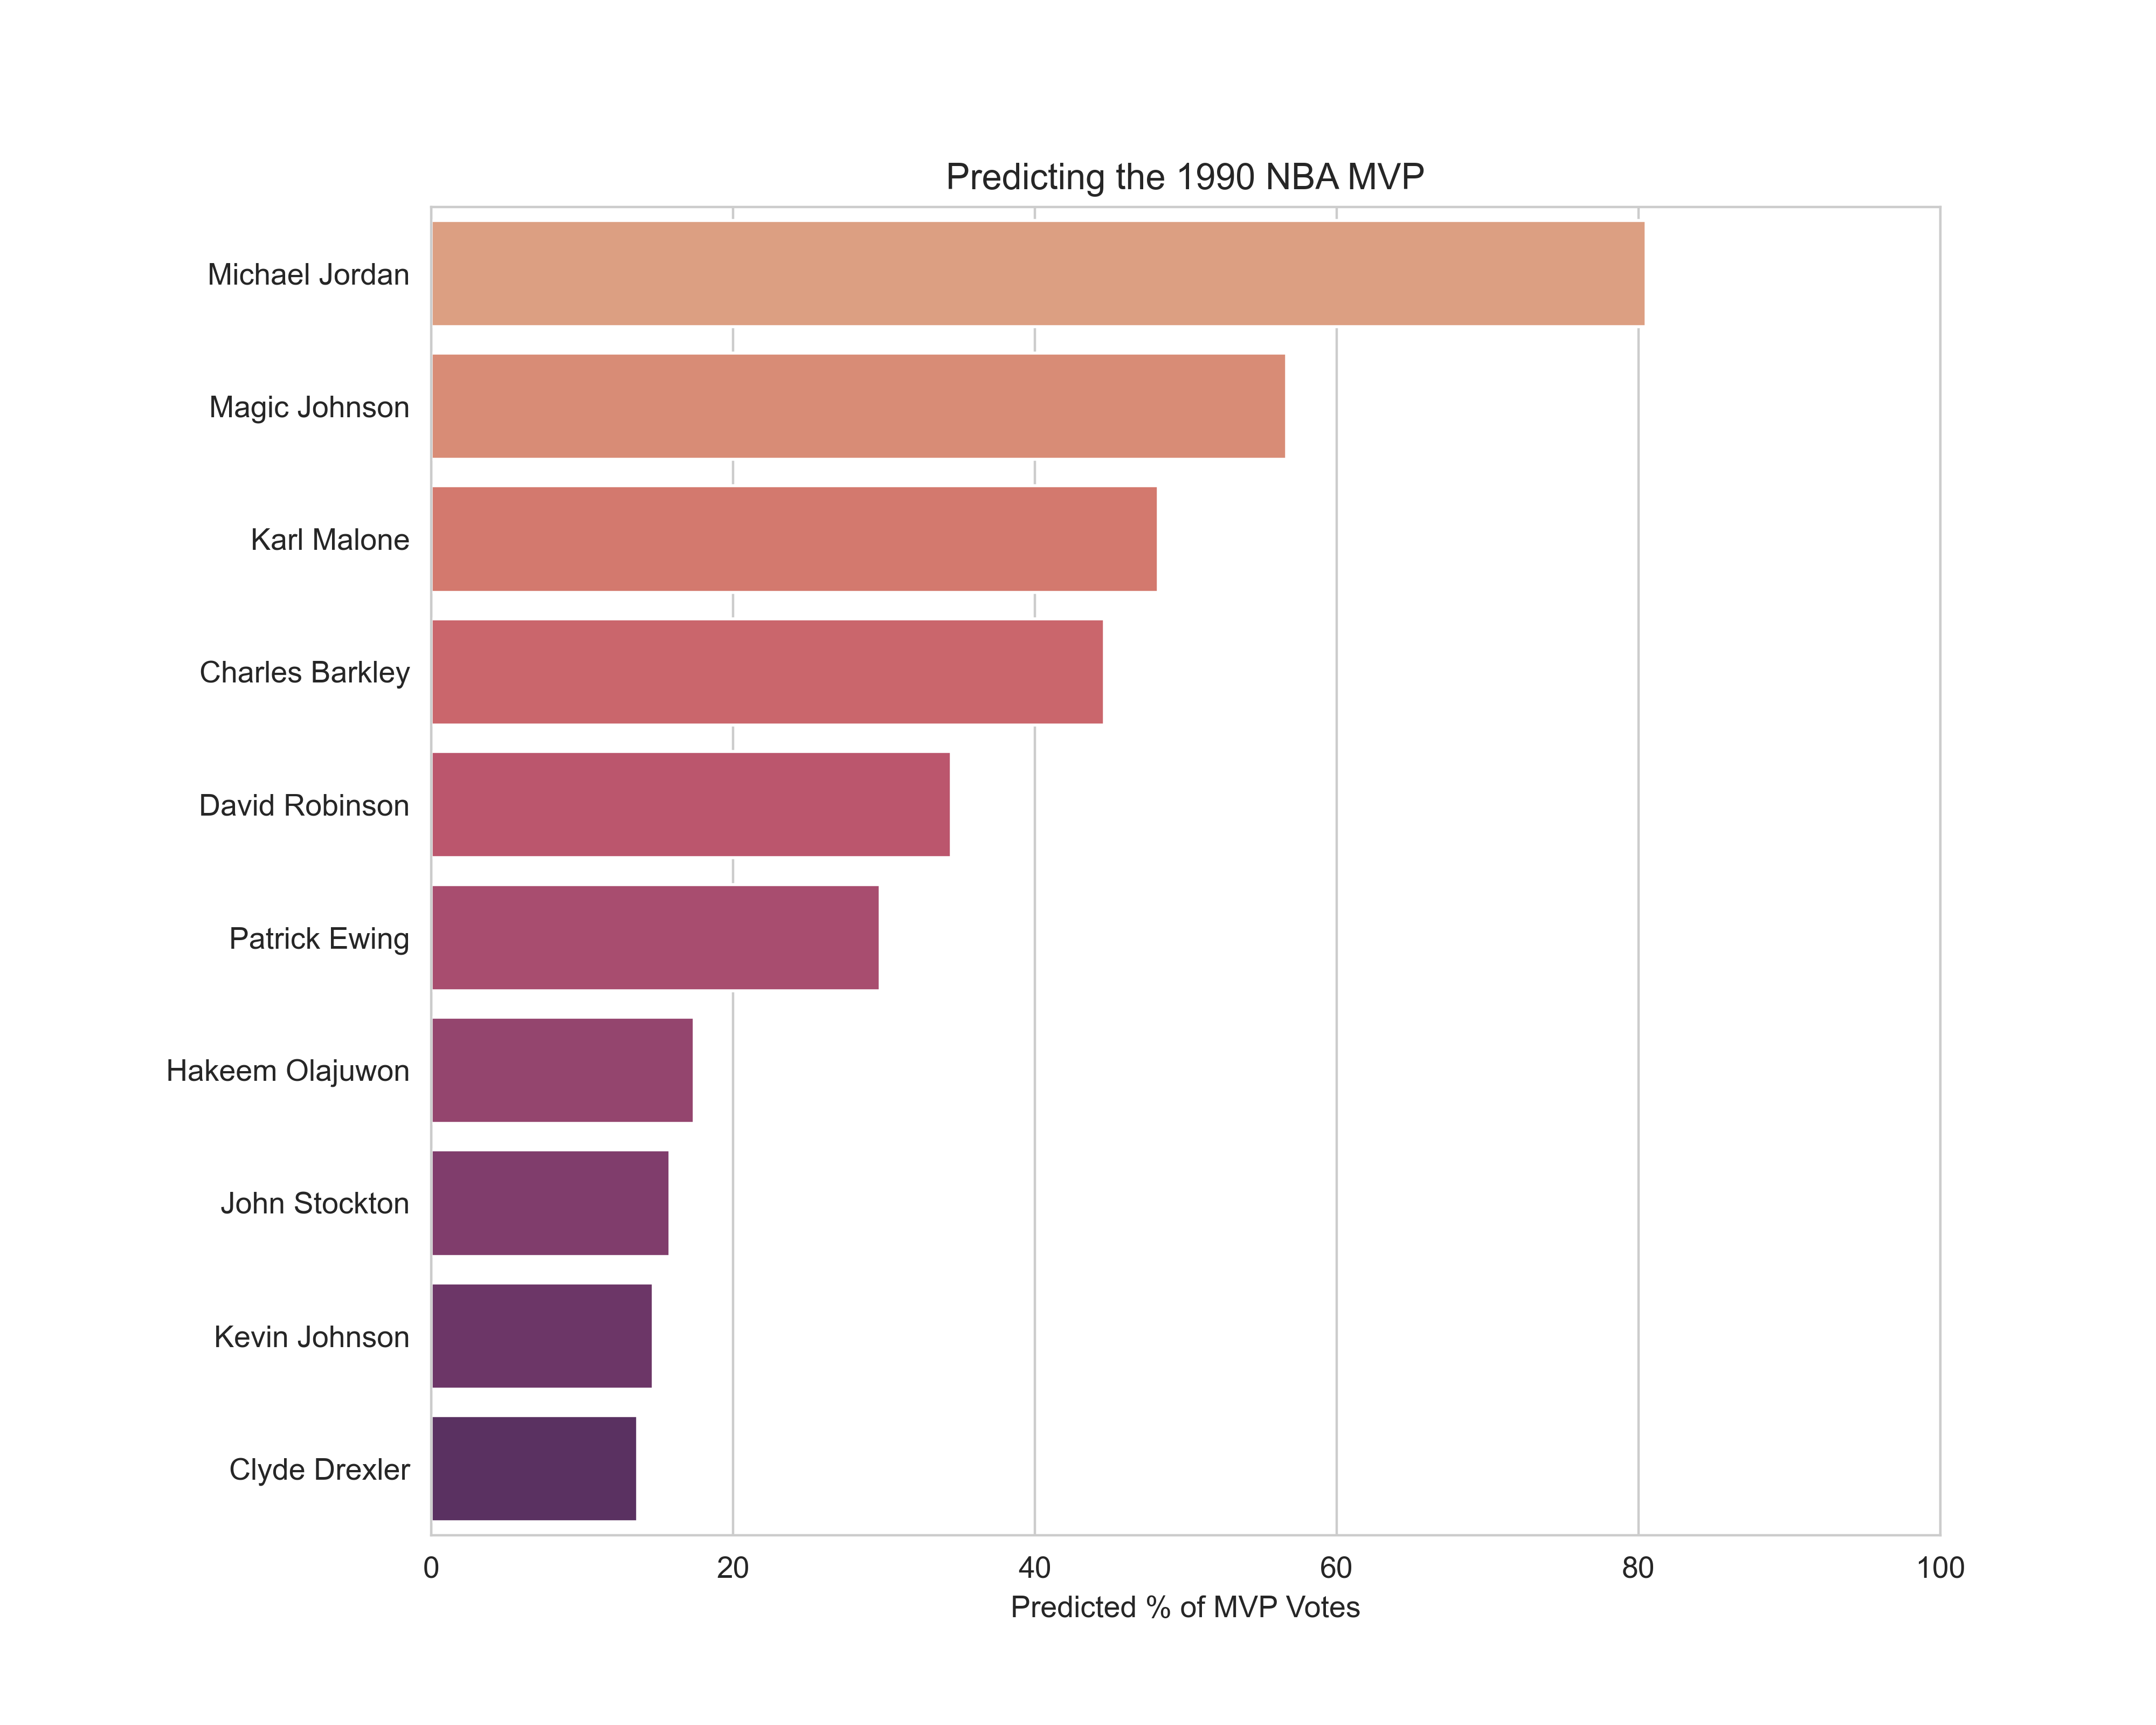 Predicting the 1990 NBA MVP
Michael Jordan
Magic Johnson
Karl Malone
Charles Barkley
David Robinson
Patrick Ewing
Hakeem Olajuwon
John Stockton
Kevin Johnson
Clyde Drexler
0 20 40 60 80 100
Predicted % of MVP Votes